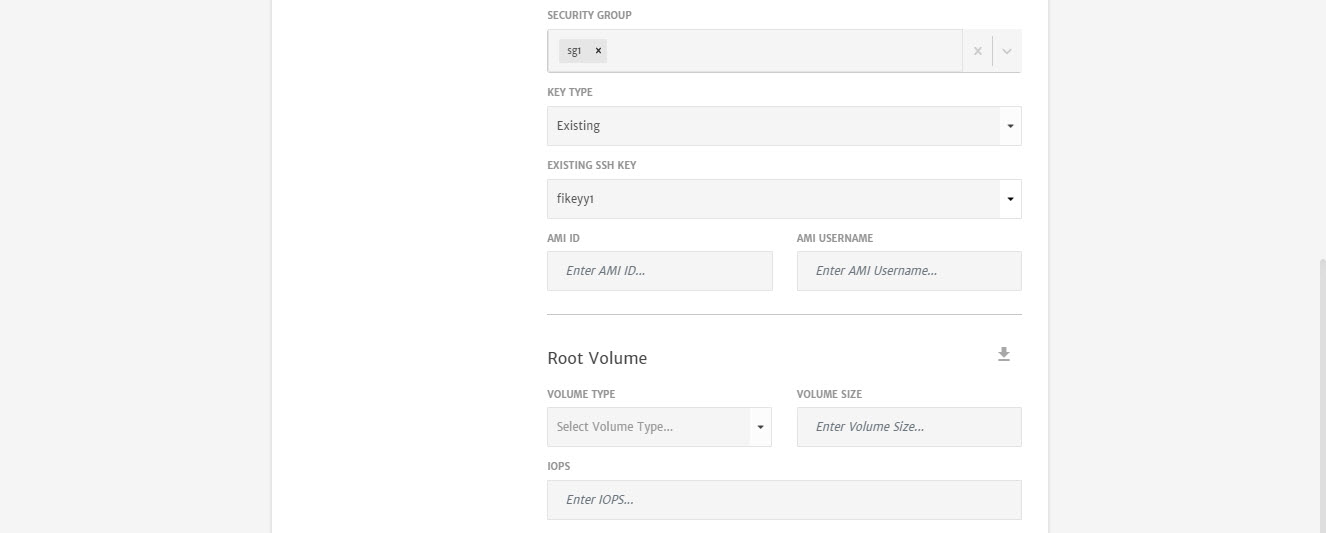 SECURITY GROUP
sg1 ×
KEY TYPE
Existing
EXISTING SSH KEY
fikeyy1
AMI ID AMI USERNAME
Enter AMI ID... Enter AMI Username...
Root Volume
VOLUME TYPE VOLUME SIZE
Select Volume Type... Enter Volume Size...
IOPS
Enter IOPS...